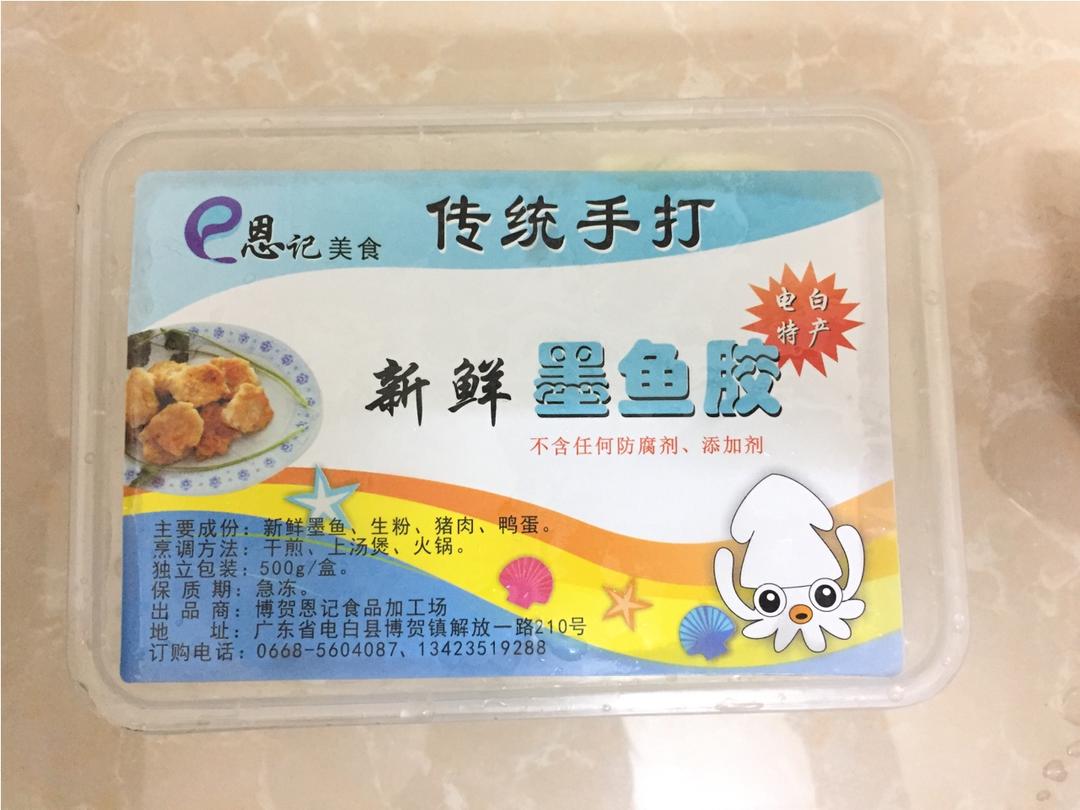 恩记美食
传统手打
电白
特产
新鲜墨鱼胶
不含任何防腐剂、添加剂
主要成份：新鲜墨鱼、生粉、猪肉、鸭蛋。
烹调方法：干煎、上汤煲、火锅。
独立包装：500g/盒。
保质期：急冻。
出品商：博贺恩记食品加工场
地址：广东省电白县博贺镇解放一路210号
订购电话：0668-5604087、13423519288